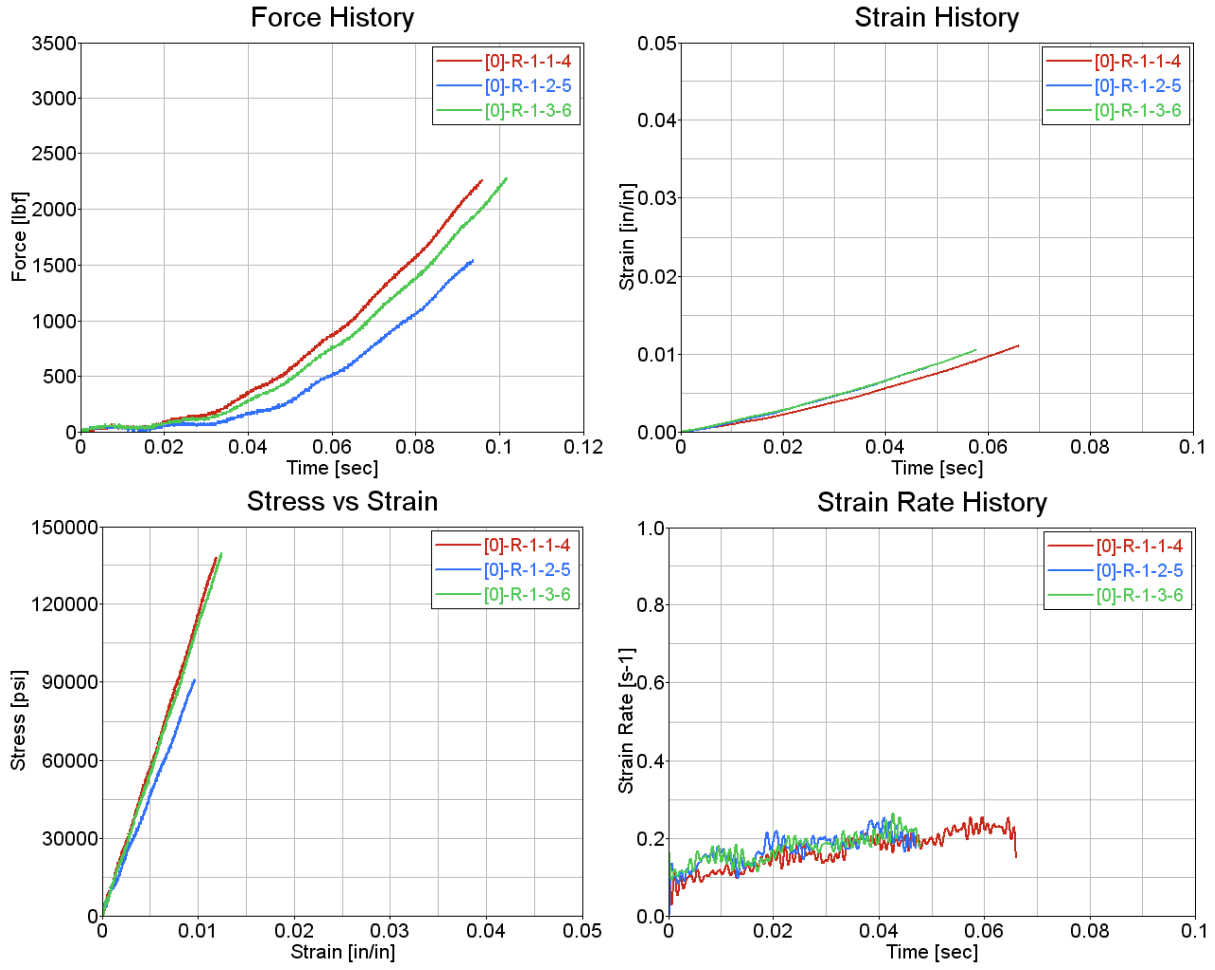 Force History
3500
3000
2500
2000
1500
1000
500
0
Force [lbf]
0 0.02 0.04 0.06 0.08 0.10 0.12
Time [sec]
[0]-R-1-1-4
[0]-R-1-2-5
[0]-R-1-3-6
Strain History
0.05
0.04
0.03
0.02
0.01
0.00
Strain [in/in]
0 0.02 0.04 0.06 0.08 0.1
Time [sec]
[0]-R-1-1-4
[0]-R-1-2-5
[0]-R-1-3-6
Stress vs Strain
150000
120000
90000
60000
30000
0
Stress [psi]
0 0.01 0.02 0.03 0.04 0.05
Strain [in/in]
[0]-R-1-1-4
[0]-R-1-2-5
[0]-R-1-3-6
Strain Rate History
1.0
0.8
0.6
0.4
0.2
0.0
Strain Rate [s-1]
0 0.02 0.04 0.06 0.08 0.1
Time [sec]
[0]-R-1-1-4
[0]-R-1-2-5
[0]-R-1-3-6